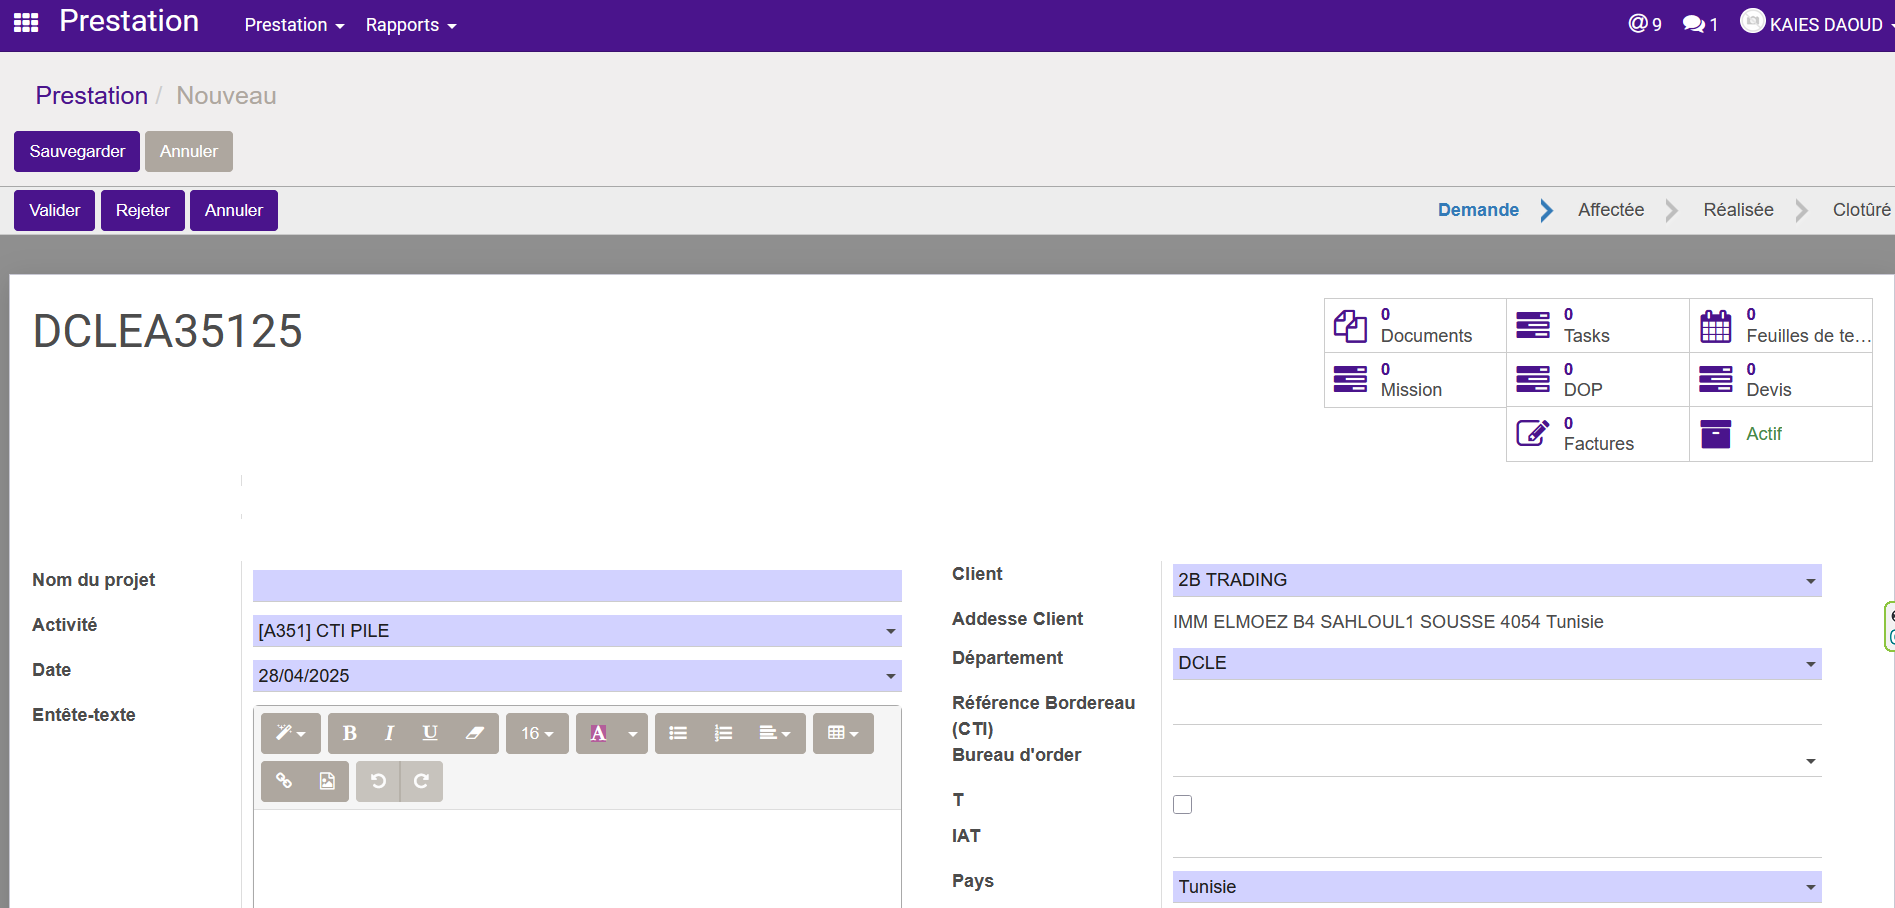 Prestation
Prestation
Rapports
9
1
KAIES DAOUD
Prestation / Nouveau
Sauvegarder
Annuler
Valider
Rejeter
Annuler
Demande
Affectée
Réalisée
Clotûré
DCLEA35125
0
Documents
0
Tasks
0
Feuilles de te…
0
Mission
0
DOP
0
Devis
0
Factures
Actif
Nom du projet
Activité
[A351] CTI PILE
Date
28/04/2025
Entête-texte
B I U
16
A
Client
2B TRADING
Addesse Client
IMM ELMOEZ B4 SAHLOUL1 SOUSSE 4054 Tunisie
Département
DCLE
Référence Bordereau
(CTI)
Bureau d'order
T
IAT
Pays
Tunisie